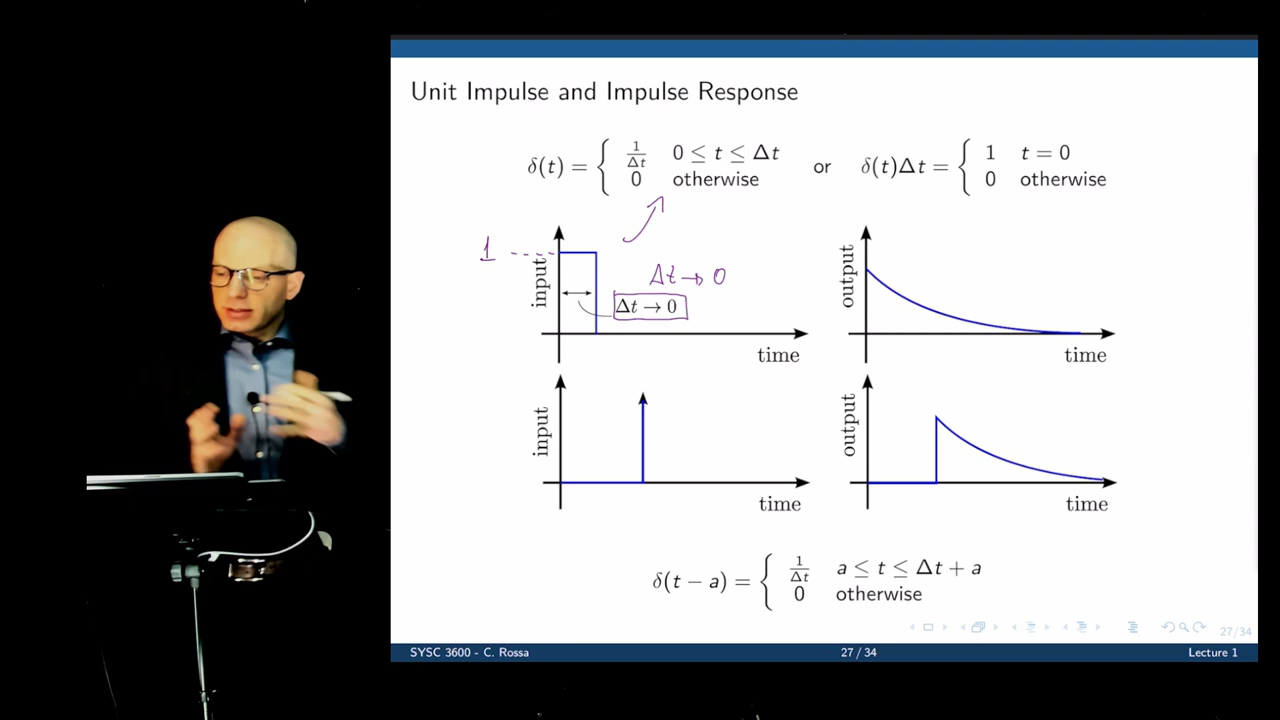 Unit Impulse and Impulse Response
δ(t) = { 1/Δt 0 ≤ t ≤ Δt
0 otherwise
or
δ(t)Δt = { 1 t = 0
0 otherwise
1
input
Δt → 0
Δt → 0
time
output
time
input
time
output
time
δ(t − a) = { 1/Δt a ≤ t ≤ Δt + a
0 otherwise
27/34
SYSC 3600 - C. Rossa 27 / 34 Lecture 1